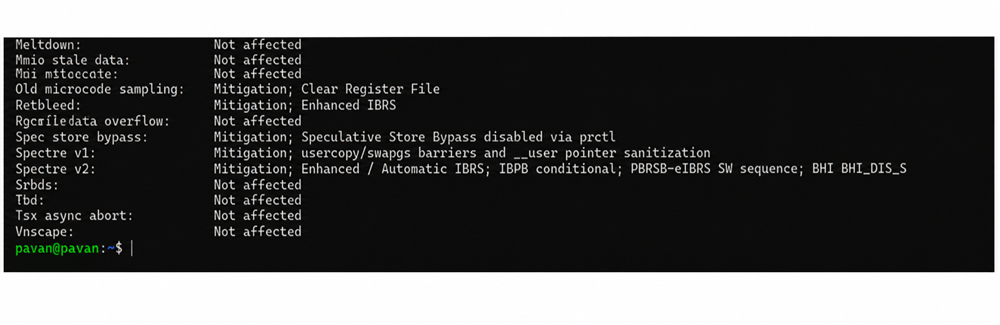 Meltdown: Not affected
Mmio stale data: Not affected
Not affected
Old microcode sampling: Mitigation; Clear Register File
Retbleed: Mitigation; Enhanced IBRS
data overflow: Not affected
Spec store bypass: Mitigation; Speculative Store Bypass disabled via prctl
Spectre v1: Mitigation; usercopy/swapgs barriers and __user pointer sanitization
Spectre v2: Mitigation; Enhanced / Automatic IBRS; IBPB conditional; PBRSB-eIBRS SW sequence; BHI BHI_DIS_S
Srbds: Not affected
Tbd: Not affected
Tsx async abort: Not affected
Vnscape: Not affected
pavan@pavan:~$